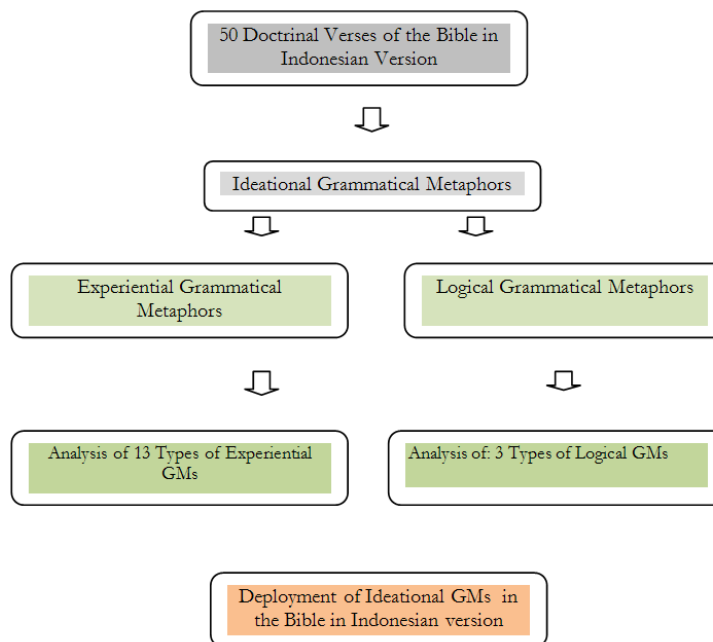 50 Doctrinal Verses of the Bible in
Indonesian Version
Ideational Grammatical Metaphors
Experiential Grammatical
Metaphors
Logical Grammatical Metaphors
Analysis of 13 Types of Experiential
GMs
Analysis of: 3 Types of Logical GMs
Deployment of Ideational GMs in
the Bible in Indonesian version